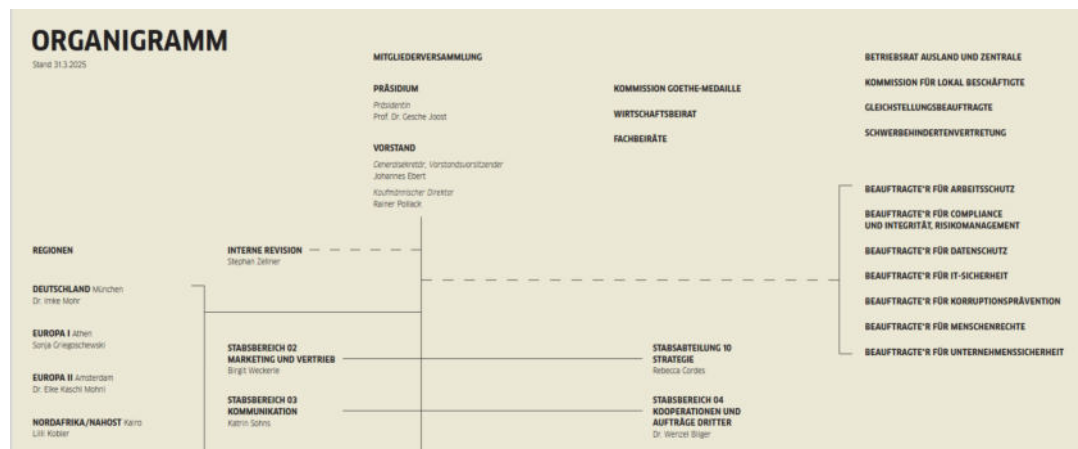 ORGANIGRAMM
Stand 31.3.2025
MITGLIEDERVERSAMMLUNG
PRÄSIDIUM
Präsidentin
Prof. Dr. Gesche Joost
VORSTAND
Generalsekretär, Vorstandsvorsitzender
Johannes Ebert
Kaufmännischer Direktor
Rainer Pollack
KOMMISSION GOETHE-MEDAILLE
WIRTSCHAFTSBEIRAT
FACHBEIRÄTE
BETRIEBSRAT AUSLAND UND ZENTRALE
KOMMISSION FÜR LOKAL BESCHÄFTIGTE
GLEICHSTELLUNGSBEAUFTRAGTE
SCHWERBEHINDERTENVERTRETUNG
BEAUFTRAGTE*R FÜR ARBEITSSCHUTZ
BEAUFTRAGTE*R FÜR COMPLIANCE
UND INTEGRITÄT, RISIKOMANAGEMENT
BEAUFTRAGTE*R FÜR DATENSCHUTZ
BEAUFTRAGTE*R FÜR IT-SICHERHEIT
BEAUFTRAGTE*R FÜR KORRUPTIONSPRÄVENTION
BEAUFTRAGTE*R FÜR MENSCHENRECHTE
BEAUFTRAGTE*R FÜR UNTERNEHMENSSICHERHEIT
REGIONEN
INTERNE REVISION
Stephan Zellner
DEUTSCHLAND München
Dr. Imke Mohr
EUROPA I Athen
Sonja Griegoschewski
EUROPA II Amsterdam
Dr. Elke Kaschl Mohni
NORDAFRIKA/NAHOST Kairo
Lilli Kobler
STABSBEREICH 02
MARKETING UND VERTRIEB
Birgit Weckerle
STABSBEREICH 03
KOMMUNIKATION
Katrin Sohns
STABSABTEILUNG 10
STRATEGIE
Rebecca Cordes
STABSBEREICH 04
KOOPERATIONEN UND
AUFTRÄGE DRITTER
Dr. Wenzel Bilger